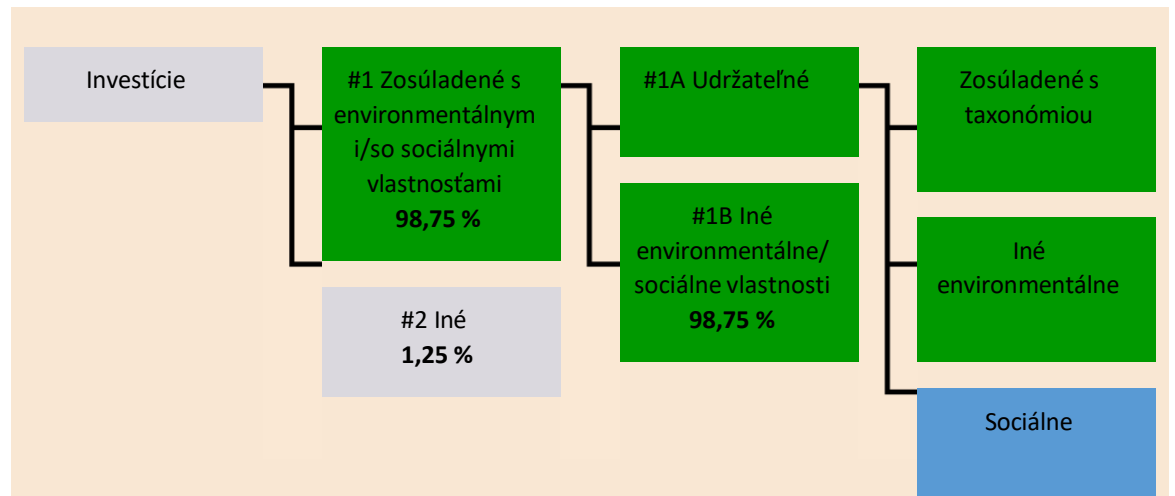 Investície
#1 Zosúladené s
environmentálnym
i/so sociálnymi
vlastnosťami
98,75 %
#2 Iné
1,25 %
#1A Udržateľné
#1B Iné
environmentálne/
sociálne vlastnosti
98,75 %
Zosúladené s
taxonómiou
Iné
environmentálne
Sociálne